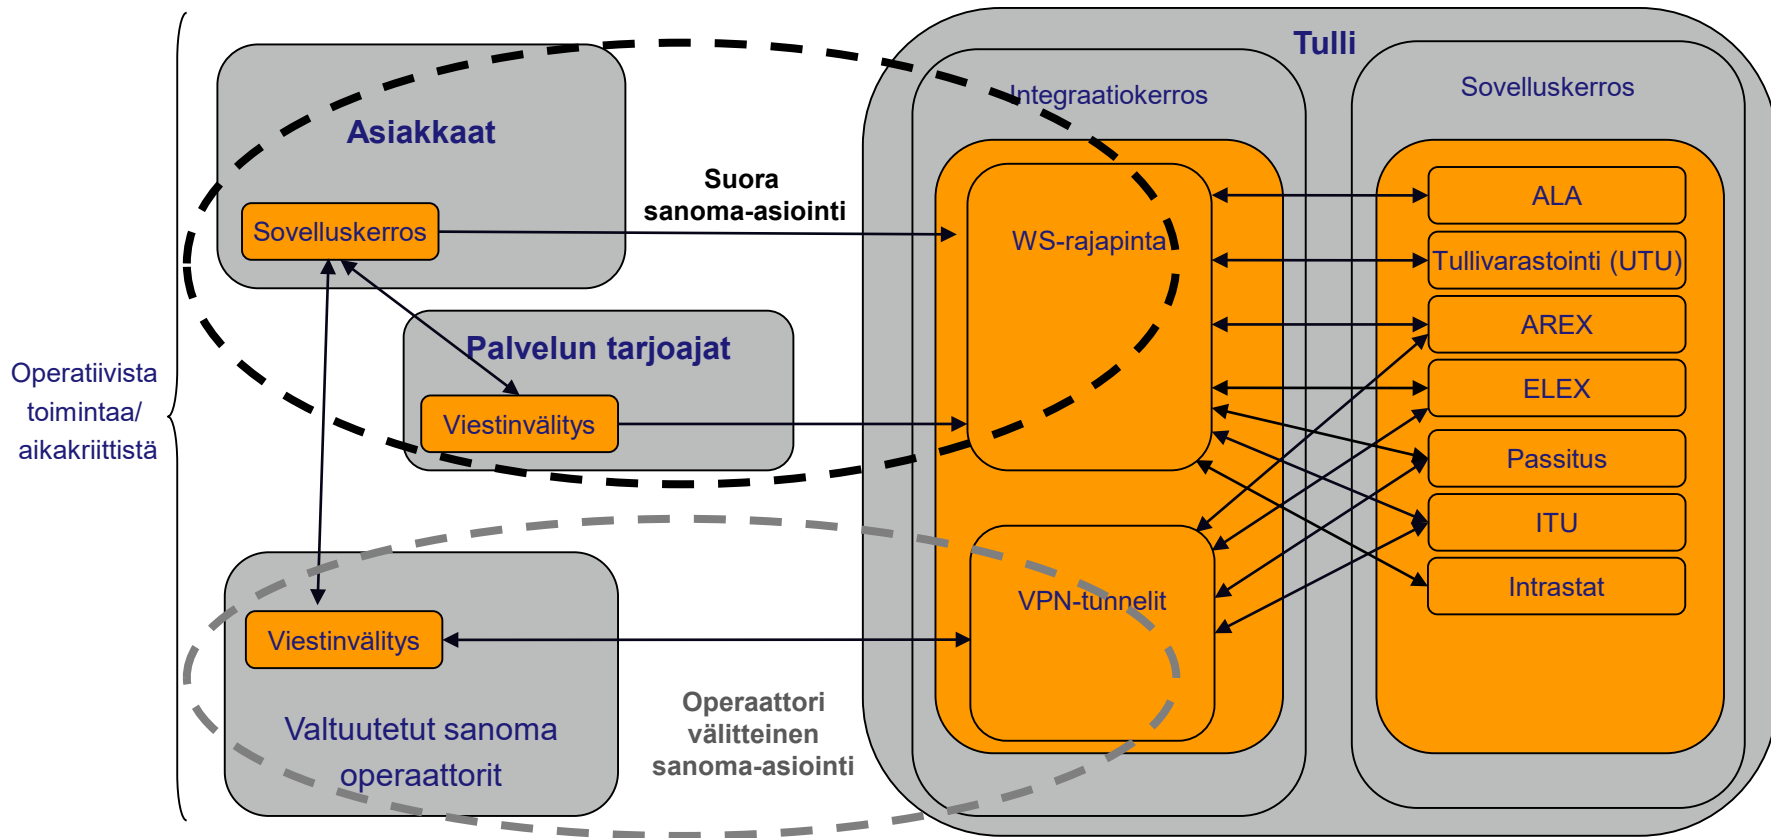 Tulli
Integraatiokerros
Sovelluskerros
Asiakkaat
Sovelluskerros
Suora
sanoma-asiointi
WS-rajapinta
ALA
Tullivarastointi (UTU)
AREX
ELEX
Passitus
ITU
Intrastat
Palvelun tarjoajat
Viestinvälitys
Operatiivista
toimintaa/
aikakriittistä
VPN-tunnelit
Viestinvälitys
Valtuutetut sanoma
operaattorit
Operaattori
välitteinen
sanoma-asiointi